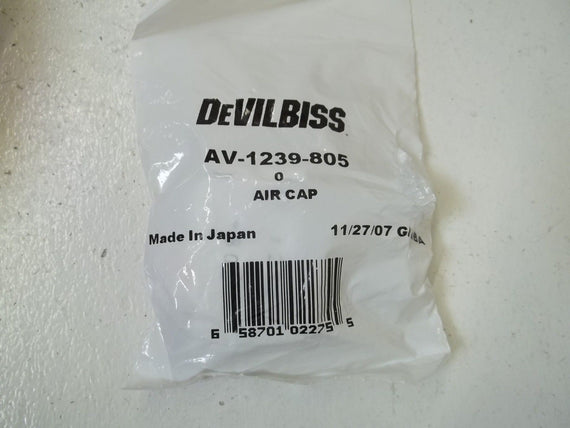 DeVILBISS
AV-1239-805
0
AIR CAP
Made In Japan 11/27/07
6 58701 02275 5